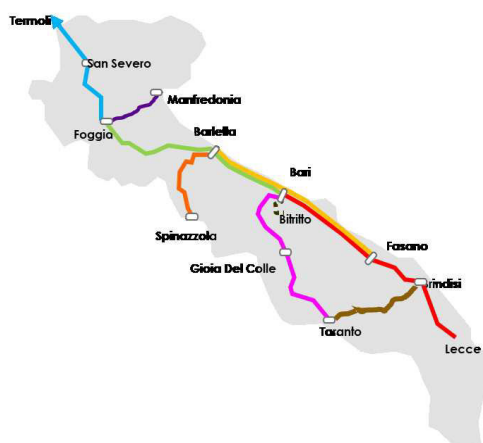 Termoli
San Severo
Manfredonia
Foggia
Barletta
Bari
Bitritto
Spinazzola
Fasano
Gioia Del Colle
Brindisi
Taranto
Lecce